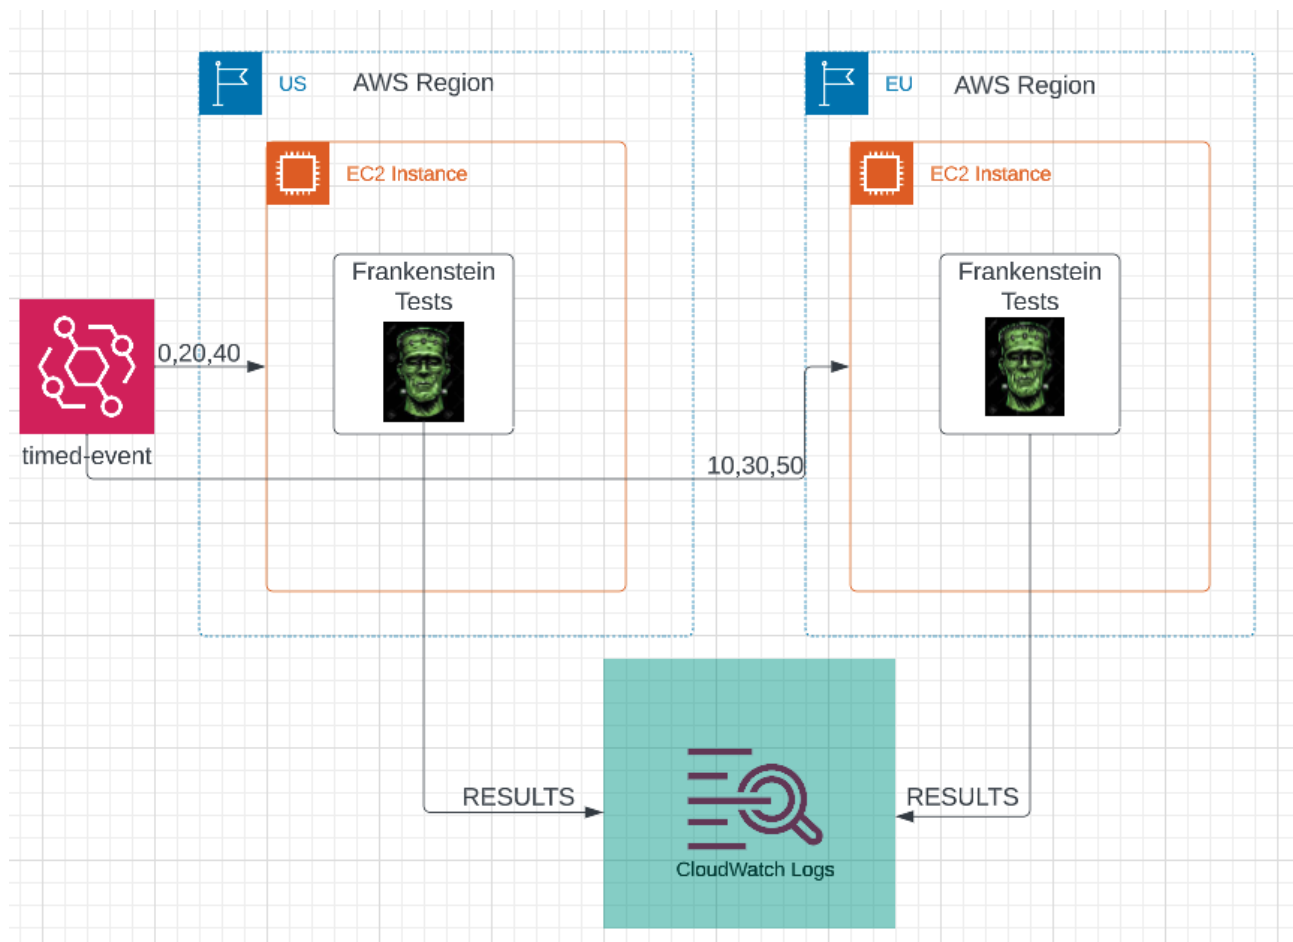 US
AWS Region
EU
AWS Region
EC2 Instance
EC2 Instance
Frankenstein
Tests
Frankenstein
Tests
0,20,40
timed-event
10,30,50
RESULTS
RESULTS
CloudWatch Logs